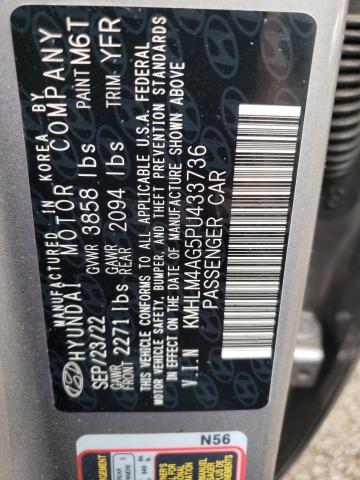 MANUFACTURED IN KOREA BY
HYUNDAI MOTOR COMPANY
SEP/23/22 GVWR 3858 lbs PAINT M6T
GAWR FRONT 2271 lbs GAWR REAR 2094 lbs TRIM YFR
THIS VEHICLE CONFORMS TO ALL APPLICABLE U.S.A. FEDERAL
MOTOR VEHICLE SAFETY, BUMPER, AND THEFT PREVENTION STANDARDS
IN EFFECT ON THE DATE OF MANUFACTURE SHOWN ABOVE
V.I.N KMHLM4AG5PU433736
PASSENGER CAR
N56